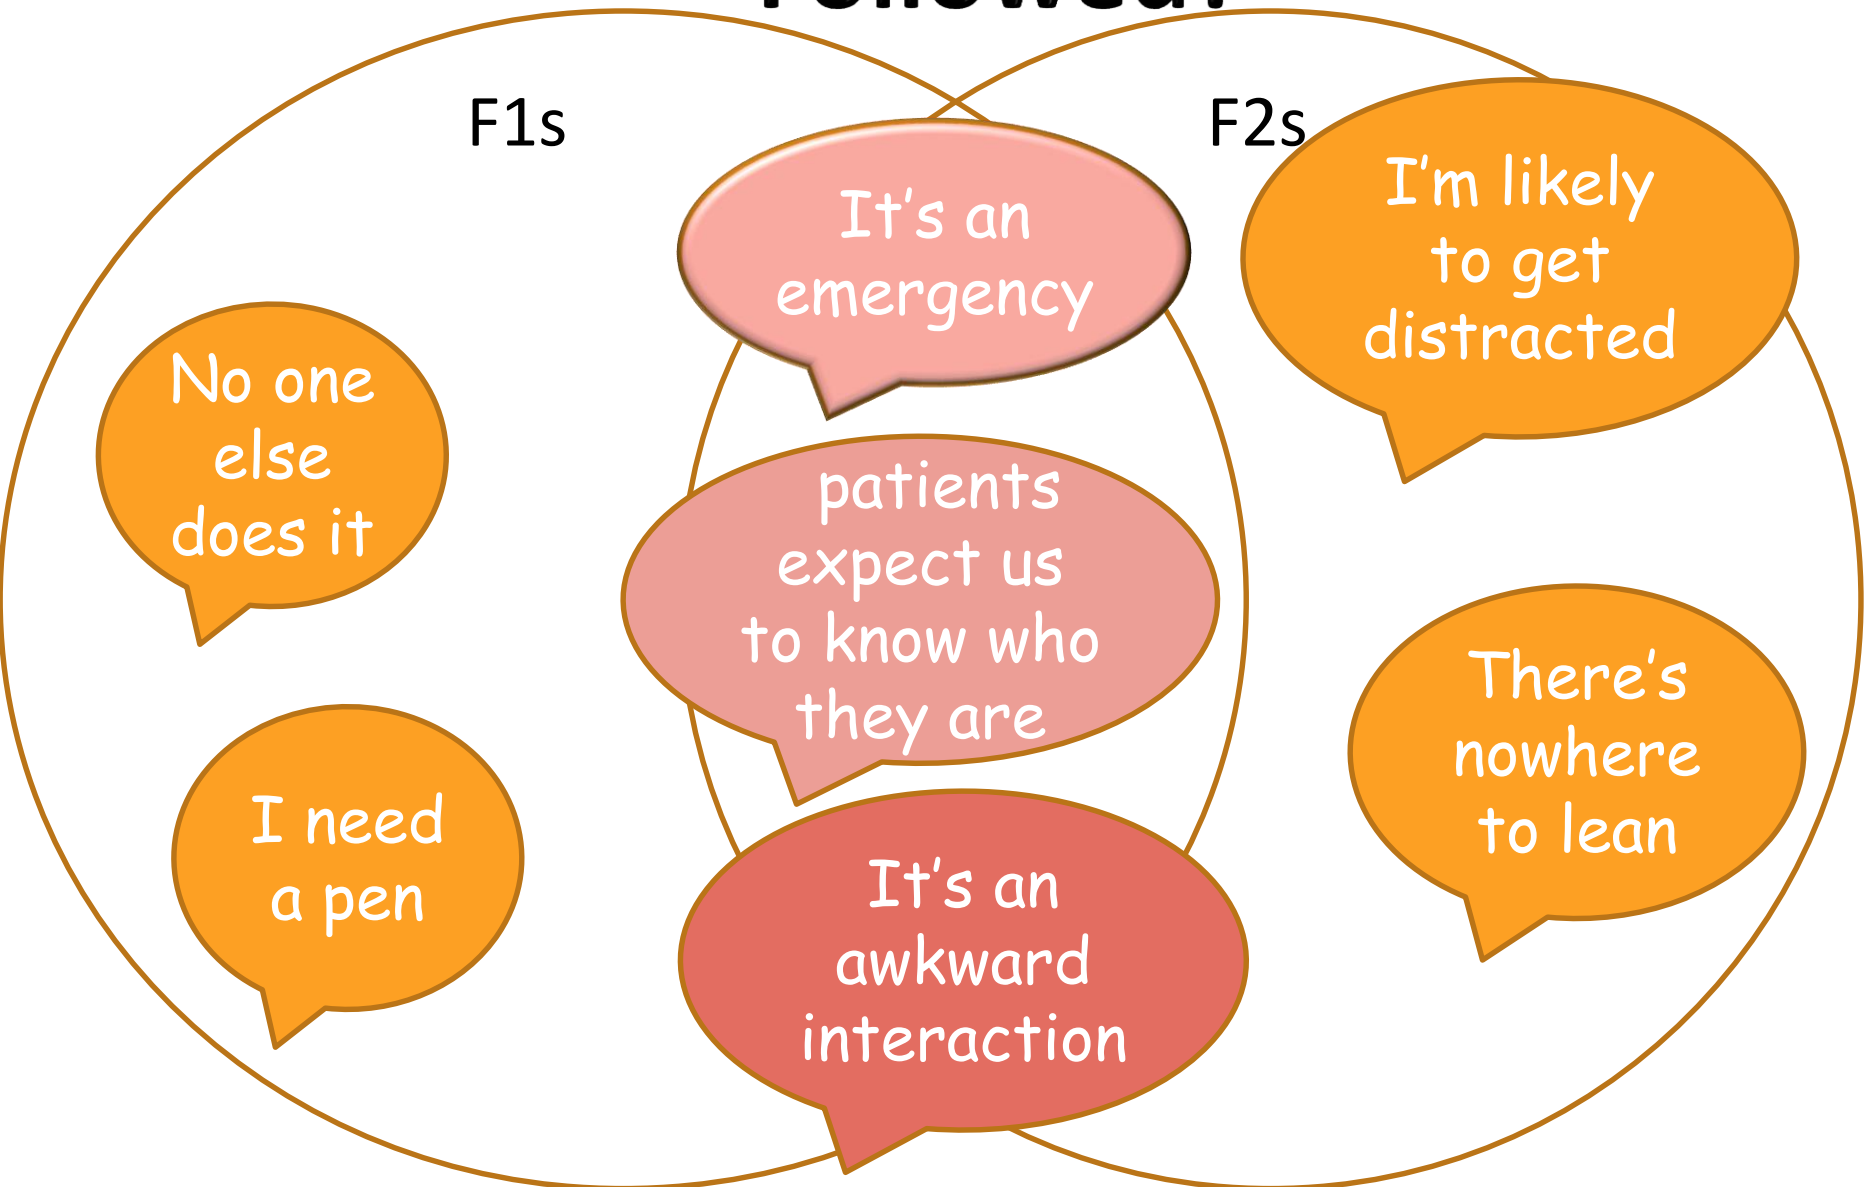 Followed?
F1s
F2s
It's an
emergency
I'm likely
to get
distracted
No one
else
does it
patients
expect us
to know who
they are
There's
nowhere
to lean
I need
a pen
It's an
awkward
interaction